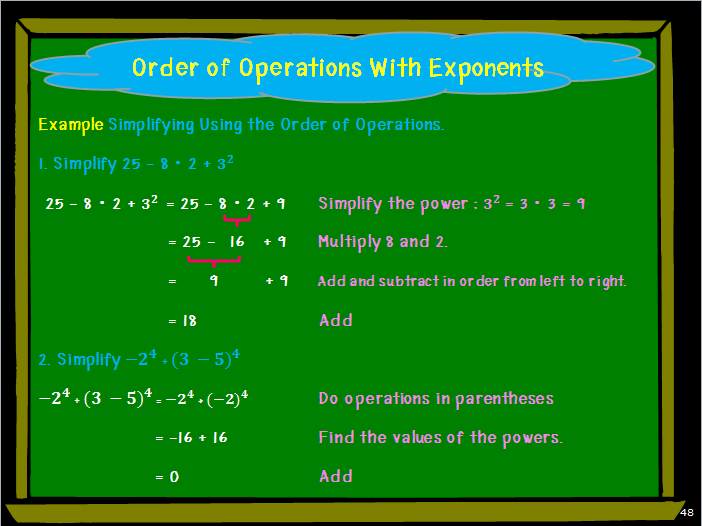 Order of Operations With Exponents
Example Simplifying Using the Order of Operations.
1. Simplify 25 – 8 · 2 + 3²
25 – 8 · 2 + 3² = 25 – 8 · 2 + 9 Simplify the power : 3² = 3 · 3 = 9
= 25 – 16 + 9 Multiply 8 and 2.
= 9 + 9 Add and subtract in order from left to right.
= 18 Add
2. Simplify −2⁴ + (3 − 5)⁴
−2⁴ + (3 − 5)⁴ = −2⁴ + (−2)⁴ Do operations in parentheses
= -16 + 16 Find the values of the powers.
= 0 Add
48